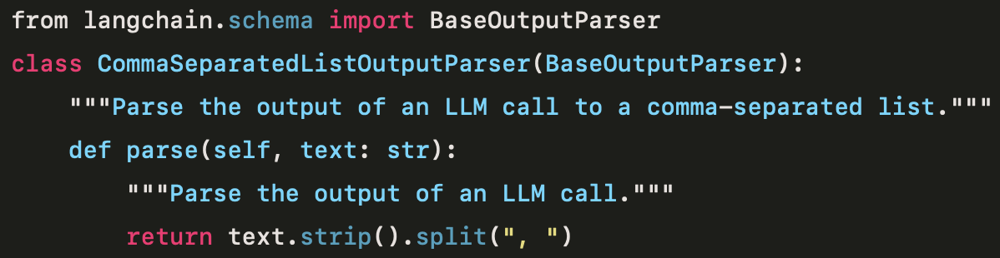 from langchain.schema import BaseOutputParser
class CommaSeparatedListOutputParser(BaseOutputParser):
    """Parse the output of an LLM call to a comma-separated list."""
    def parse(self, text: str):
        """Parse the output of an LLM call."""
        return text.strip().split(", ")